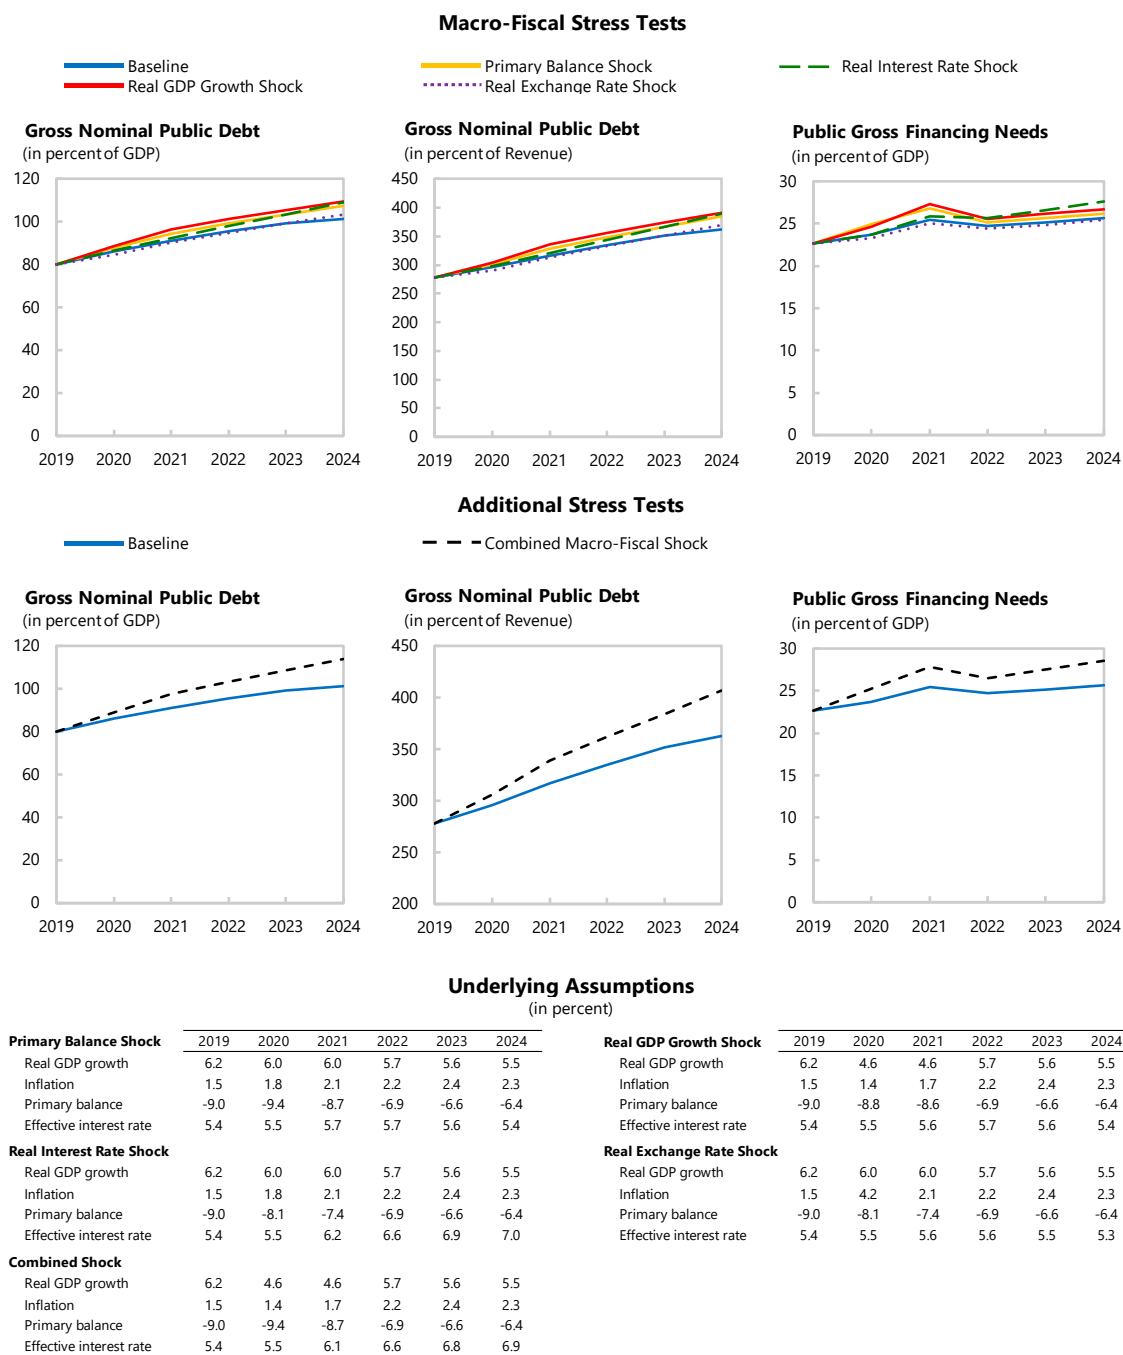 Macro-Fiscal Stress Tests
Baseline
Primary Balance Shock
Real Interest Rate Shock
Real GDP Growth Shock
Real Exchange Rate Shock
Gross Nominal Public Debt
(in percent of GDP)
120
100
80
60
40
20
0
2019 2020 2021 2022 2023 2024
Gross Nominal Public Debt
(in percent of Revenue)
450
400
350
300
250
200
150
100
50
0
2019 2020 2021 2022 2023 2024
Public Gross Financing Needs
(in percent of GDP)
30
25
20
15
10
5
0
2019 2020 2021 2022 2023 2024
Additional Stress Tests
Baseline
Combined Macro-Fiscal Shock
Gross Nominal Public Debt
(in percent of GDP)
120
100
80
60
40
20
0
2019 2020 2021 2022 2023 2024
Gross Nominal Public Debt
(in percent of Revenue)
450
400
350
300
250
200
2019 2020 2021 2022 2023 2024
Public Gross Financing Needs
(in percent of GDP)
30
25
20
15
10
5
0
2019 2020 2021 2022 2023 2024
Underlying Assumptions
(in percent)
Primary Balance Shock 2019 2020 2021 2022 2023 2024
Real GDP growth 6.2 6.0 6.0 5.7 5.6 5.5
Inflation 1.5 1.8 2.1 2.2 2.4 2.3
Primary balance -9.0 -9.4 -8.7 -6.9 -6.6 -6.4
Effective interest rate 5.4 5.5 5.7 5.7 5.6 5.4
Real Interest Rate Shock
Real GDP growth 6.2 6.0 6.0 5.7 5.6 5.5
Inflation 1.5 1.8 2.1 2.2 2.4 2.3
Primary balance -9.0 -8.1 -7.4 -6.9 -6.6 -6.4
Effective interest rate 5.4 5.5 6.2 6.6 6.9 7.0
Combined Shock
Real GDP growth 6.2 4.6 4.6 5.7 5.6 5.5
Inflation 1.5 1.4 1.7 2.2 2.4 2.3
Primary balance -9.0 -9.4 -8.7 -6.9 -6.6 -6.4
Effective interest rate 5.4 5.5 6.1 6.6 6.8 6.9
Real GDP Growth Shock 2019 2020 2021 2022 2023 2024
Real GDP growth 6.2 4.6 4.6 5.7 5.6 5.5
Inflation 1.5 1.4 1.7 2.2 2.4 2.3
Primary balance -9.0 -8.8 -8.6 -6.9 -6.6 -6.4
Effective interest rate 5.4 5.5 5.6 5.7 5.6 5.4
Real Exchange Rate Shock
Real GDP growth 6.2 6.0 6.0 5.7 5.6 5.5
Inflation 1.5 4.2 2.1 2.2 2.4 2.3
Primary balance -9.0 -8.1 -7.4 -6.9 -6.6 -6.4
Effective interest rate 5.4 5.5 5.6 5.6 5.5 5.3